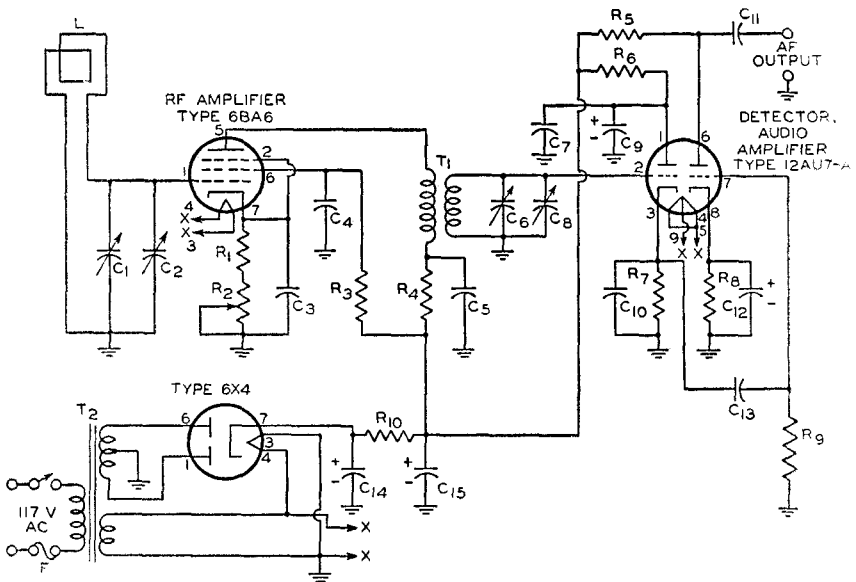 L
RF AMPLIFIER
TYPE 6BA6
5
2
6
1
4
X
X
3
7
C1
C2
R1
R2
C3
C4
R3
R4
C5
T1
C6
C8
R5
R6
C7
+
-
C9
C11
AF
OUTPUT
DETECTOR,
AUDIO
AMPLIFIER
TYPE 12AU7-A
1
6
2
7
3
9
4
5
8
X
X
C10
R7
R8
C12
+
-
C13
R9
TYPE 6X4
T2
6
1
7
3
4
R10
+
-
C14
+
-
C15
117 V
AC
F
X
X